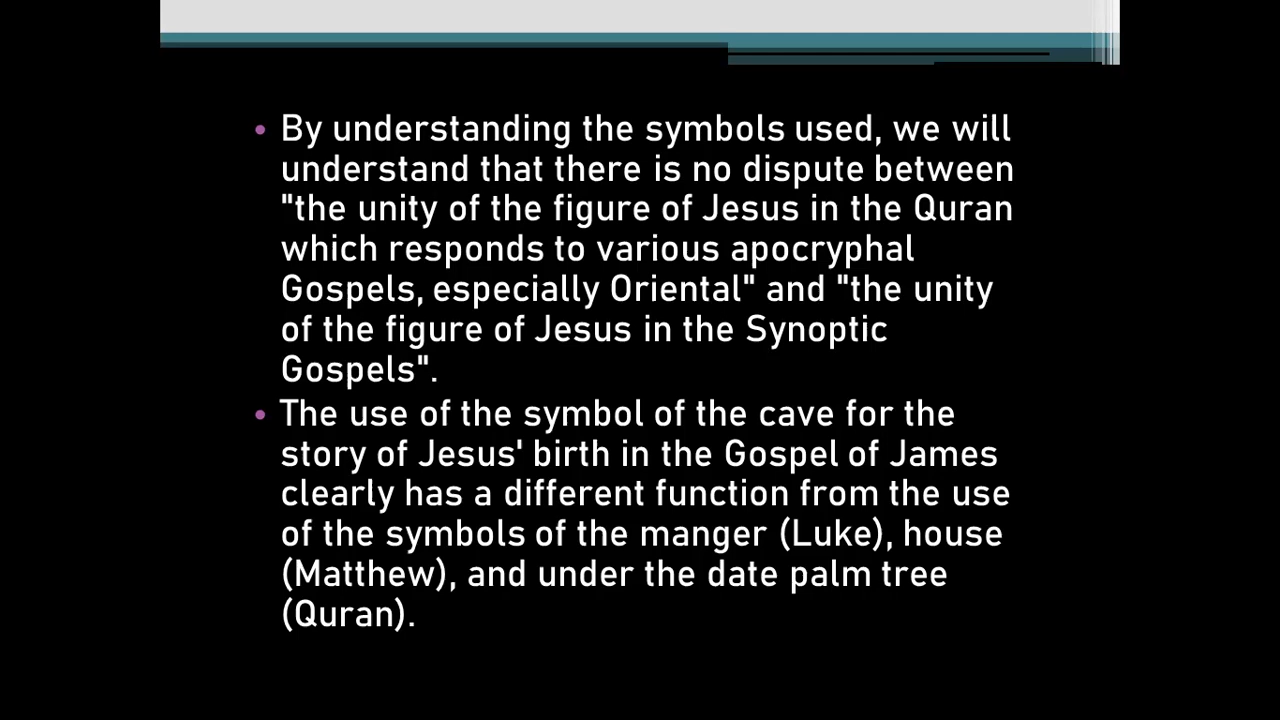 • By understanding the symbols used, we will
understand that there is no dispute between
"the unity of the figure of Jesus in the Quran
which responds to various apocryphal
Gospels, especially Oriental" and "the unity
of the figure of Jesus in the Synoptic
Gospels".
• The use of the symbol of the cave for the
story of Jesus' birth in the Gospel of James
clearly has a different function from the use
of the symbols of the manger (Luke), house
(Matthew), and under the date palm tree
(Quran).